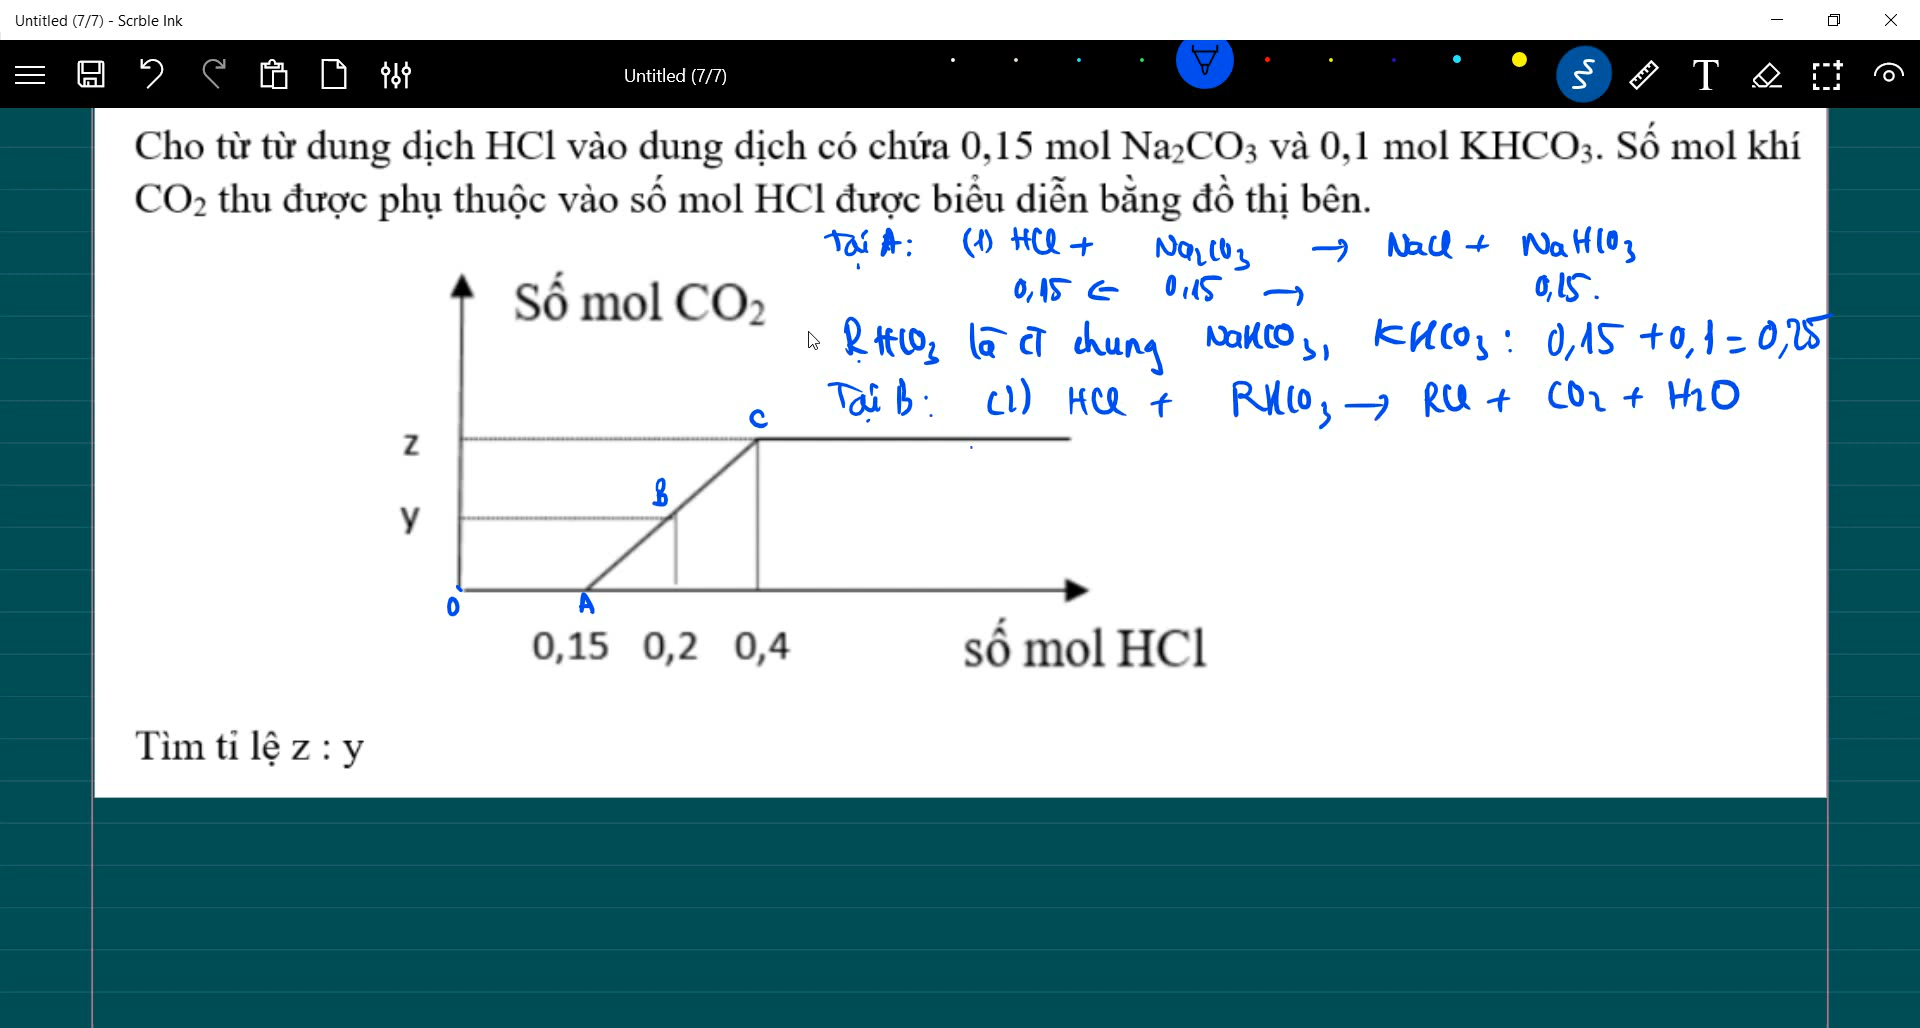 Untitled (7/7) - Scrble Ink
Untitled (7/7)
T
Cho từ từ dung dịch HCl vào dung dịch có chứa 0,15 mol Na₂CO₃ và 0,1 mol KHCO₃. Số mol khí
CO₂ thu được phụ thuộc vào số mol HCl được biểu diễn bằng đồ thị bên.
Tại A: (1) HCl + Na₂CO₃ → NaCl + NaHCO₃
0,15 ← 0,15 → 0,15.
RHCO₃ là CT chung NaHCO₃, KHCO₃: 0,15 + 0,1 = 0,25
Tại B: (2) HCl + RHCO₃ → RCl + CO₂ + H₂O
Số mol CO₂
C
z
B
y
O
A
0,15 0,2 0,4
số mol HCl
Tìm tỉ lệ z : y